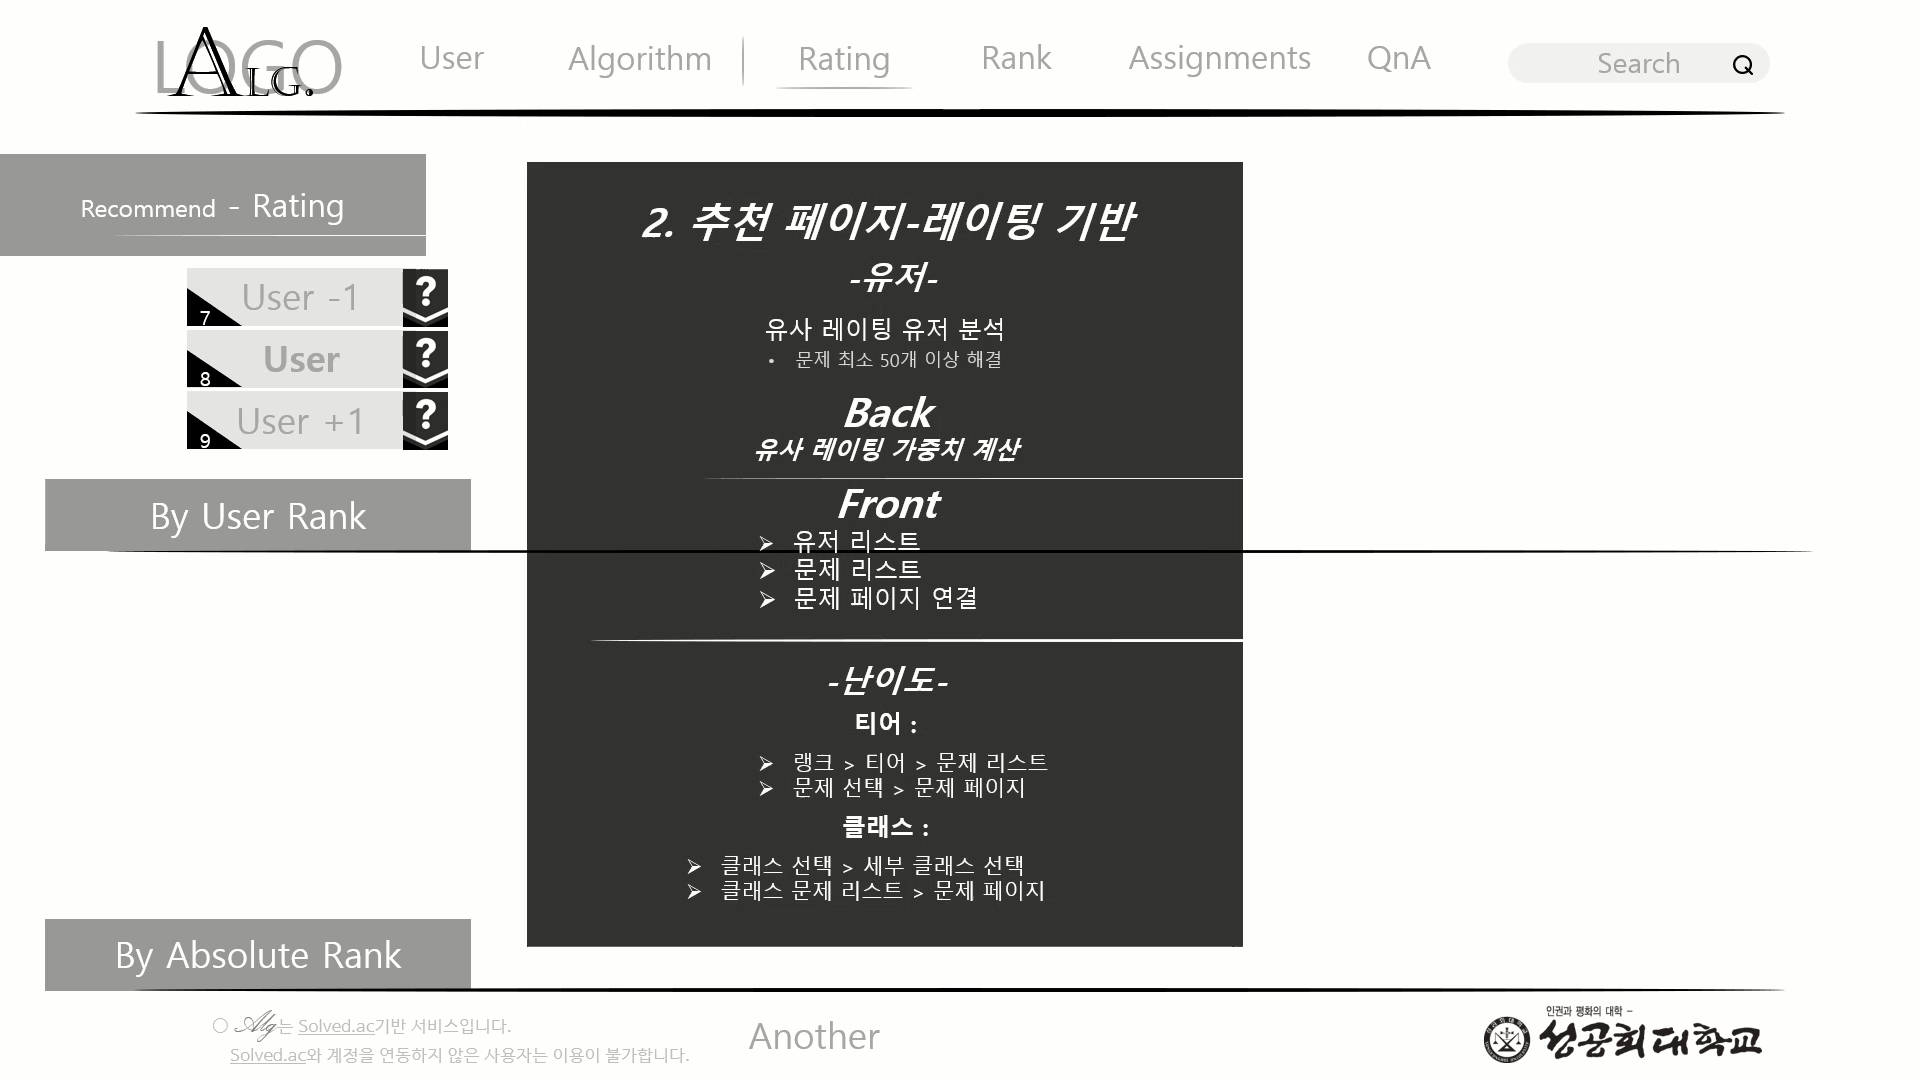 LOGO
ALG.
User
Algorithm
Rating
Rank
Assignments
QnA
Search
Recommend - Rating
User -1
7
?
User
8
?
User +1
9
?
By User Rank
2. 추천 페이지-레이팅 기반
-유저-
유사 레이팅 유저 분석
• 문제 최소 50개 이상 해결
Back
유사 레이팅 가중치 계산
Front
➢ 유저 리스트
➢ 문제 리스트
➢ 문제 페이지 연결
-난이도-
티어 :
➢ 랭크 > 티어 > 문제 리스트
➢ 문제 선택 > 문제 페이지
클래스 :
➢ 클래스 선택 > 세부 클래스 선택
➢ 클래스 문제 리스트 > 문제 페이지
By Absolute Rank
○ Alg는 Solved.ac기반 서비스입니다.
Solved.ac와 계정을 연동하지 않은 사용자는 이용이 불가합니다.
Another
인권과 평화의 대학 –
성공회대학교